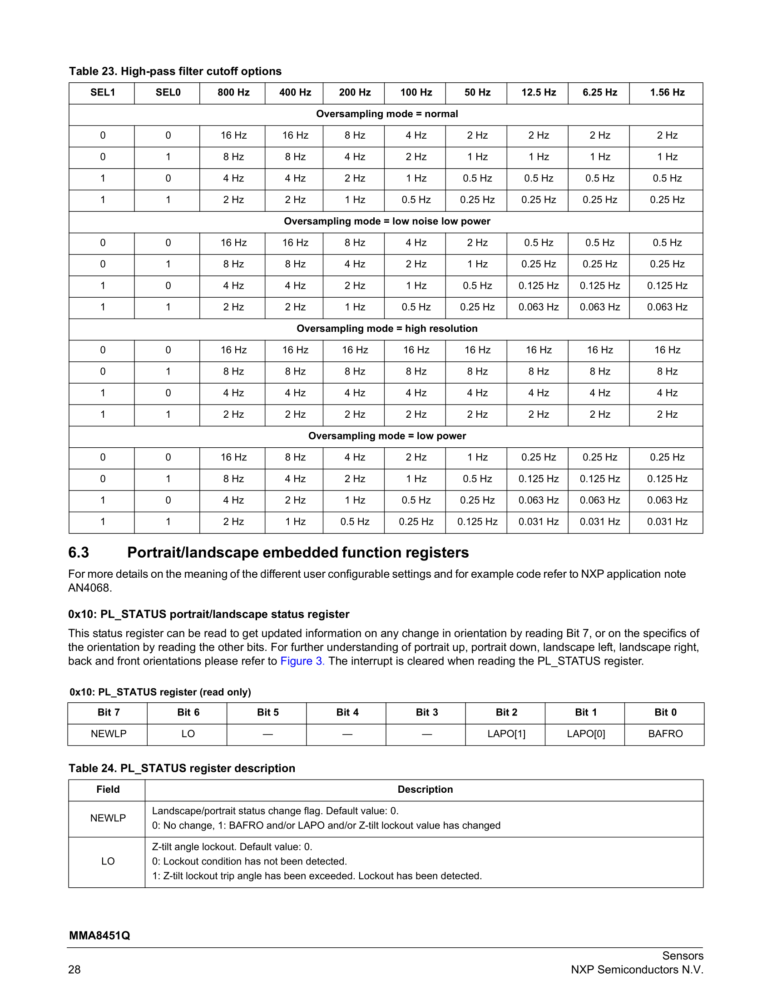 Table 23. High-pass filter cutoff options
SEL1 SEL0 800 Hz 400 Hz 200 Hz 100 Hz 50 Hz 12.5 Hz 6.25 Hz 1.56 Hz
Oversampling mode = normal
0 0 16 Hz 16 Hz 8 Hz 4 Hz 2 Hz 2 Hz 2 Hz 2 Hz
0 1 8 Hz 8 Hz 4 Hz 2 Hz 1 Hz 1 Hz 1 Hz 1 Hz
1 0 4 Hz 4 Hz 2 Hz 1 Hz 0.5 Hz 0.5 Hz 0.5 Hz 0.5 Hz
1 1 2 Hz 2 Hz 1 Hz 0.5 Hz 0.25 Hz 0.25 Hz 0.25 Hz 0.25 Hz
Oversampling mode = low noise low power
0 0 16 Hz 16 Hz 8 Hz 4 Hz 2 Hz 0.5 Hz 0.5 Hz 0.5 Hz
0 1 8 Hz 8 Hz 4 Hz 2 Hz 1 Hz 0.25 Hz 0.25 Hz 0.25 Hz
1 0 4 Hz 4 Hz 2 Hz 1 Hz 0.5 Hz 0.125 Hz 0.125 Hz 0.125 Hz
1 1 2 Hz 2 Hz 1 Hz 0.5 Hz 0.25 Hz 0.063 Hz 0.063 Hz 0.063 Hz
Oversampling mode = high resolution
0 0 16 Hz 16 Hz 16 Hz 16 Hz 16 Hz 16 Hz 16 Hz 16 Hz
0 1 8 Hz 8 Hz 8 Hz 8 Hz 8 Hz 8 Hz 8 Hz 8 Hz
1 0 4 Hz 4 Hz 4 Hz 4 Hz 4 Hz 4 Hz 4 Hz 4 Hz
1 1 2 Hz 2 Hz 2 Hz 2 Hz 2 Hz 2 Hz 2 Hz 2 Hz
Oversampling mode = low power
0 0 16 Hz 8 Hz 4 Hz 2 Hz 1 Hz 0.25 Hz 0.25 Hz 0.25 Hz
0 1 8 Hz 4 Hz 2 Hz 1 Hz 0.5 Hz 0.125 Hz 0.125 Hz 0.125 Hz
1 0 4 Hz 2 Hz 1 Hz 0.5 Hz 0.25 Hz 0.063 Hz 0.063 Hz 0.063 Hz
1 1 2 Hz 1 Hz 0.5 Hz 0.25 Hz 0.125 Hz 0.031 Hz 0.031 Hz 0.031 Hz
6.3 Portrait/landscape embedded function registers
For more details on the meaning of the different user configurable settings and for example code refer to NXP application note
AN4068.
0x10: PL_STATUS portrait/landscape status register
This status register can be read to get updated information on any change in orientation by reading Bit 7, or on the specifics of
the orientation by reading the other bits. For further understanding of portrait up, portrait down, landscape left, landscape right,
back and front orientations please refer to Figure 3. The interrupt is cleared when reading the PL_STATUS register.
0x10: PL_STATUS register (read only)
Bit 7 Bit 6 Bit 5 Bit 4 Bit 3 Bit 2 Bit 1 Bit 0
NEWLP LO — — — LAPO[1] LAPO[0] BAFRO
Table 24. PL_STATUS register description
Field Description
NEWLP Landscape/portrait status change flag. Default value: 0.
0: No change, 1: BAFRO and/or LAPO and/or Z-tilt lockout value has changed
LO Z-tilt angle lockout. Default value: 0.
0: Lockout condition has not been detected.
1: Z-tilt lockout trip angle has been exceeded. Lockout has been detected.
MMA8451Q
Sensors
28 NXP Semiconductors N.V.